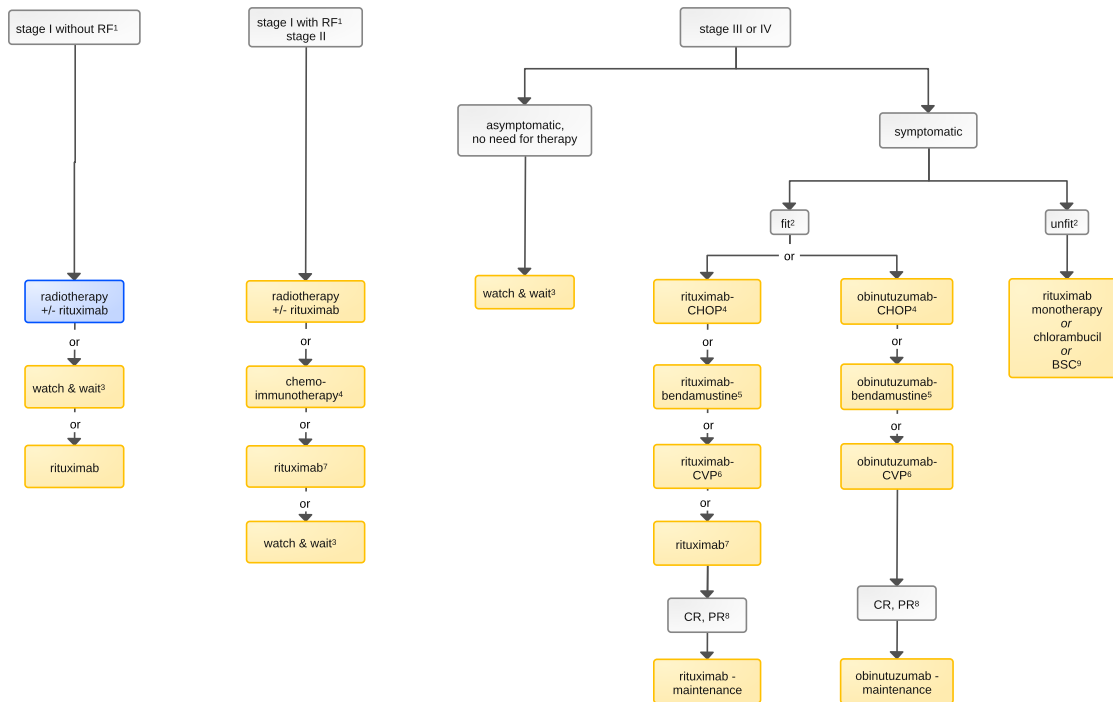 stage I without RF¹
stage I with RF¹
stage II
stage III or IV
asymptomatic,
no need for therapy
symptomatic
fit²
unfit²
or
radiotherapy
+/- rituximab
or
watch & wait³
or
rituximab
radiotherapy
+/- rituximab
or
chemo-
immunotherapy⁴
or
rituximab⁷
or
watch & wait³
watch & wait³
rituximab-
CHOP⁴
or
rituximab-
bendamustine⁵
or
rituximab-
CVP⁶
or
rituximab⁷
CR, PR⁸
rituximab -
maintenance
obinutuzumab-
CHOP⁴
or
obinutuzumab-
bendamustine⁵
or
obinutuzumab-
CVP⁶
CR, PR⁸
obinutuzumab -
maintenance
rituximab
monotherapy
or
chlorambucil
or
BSC⁹